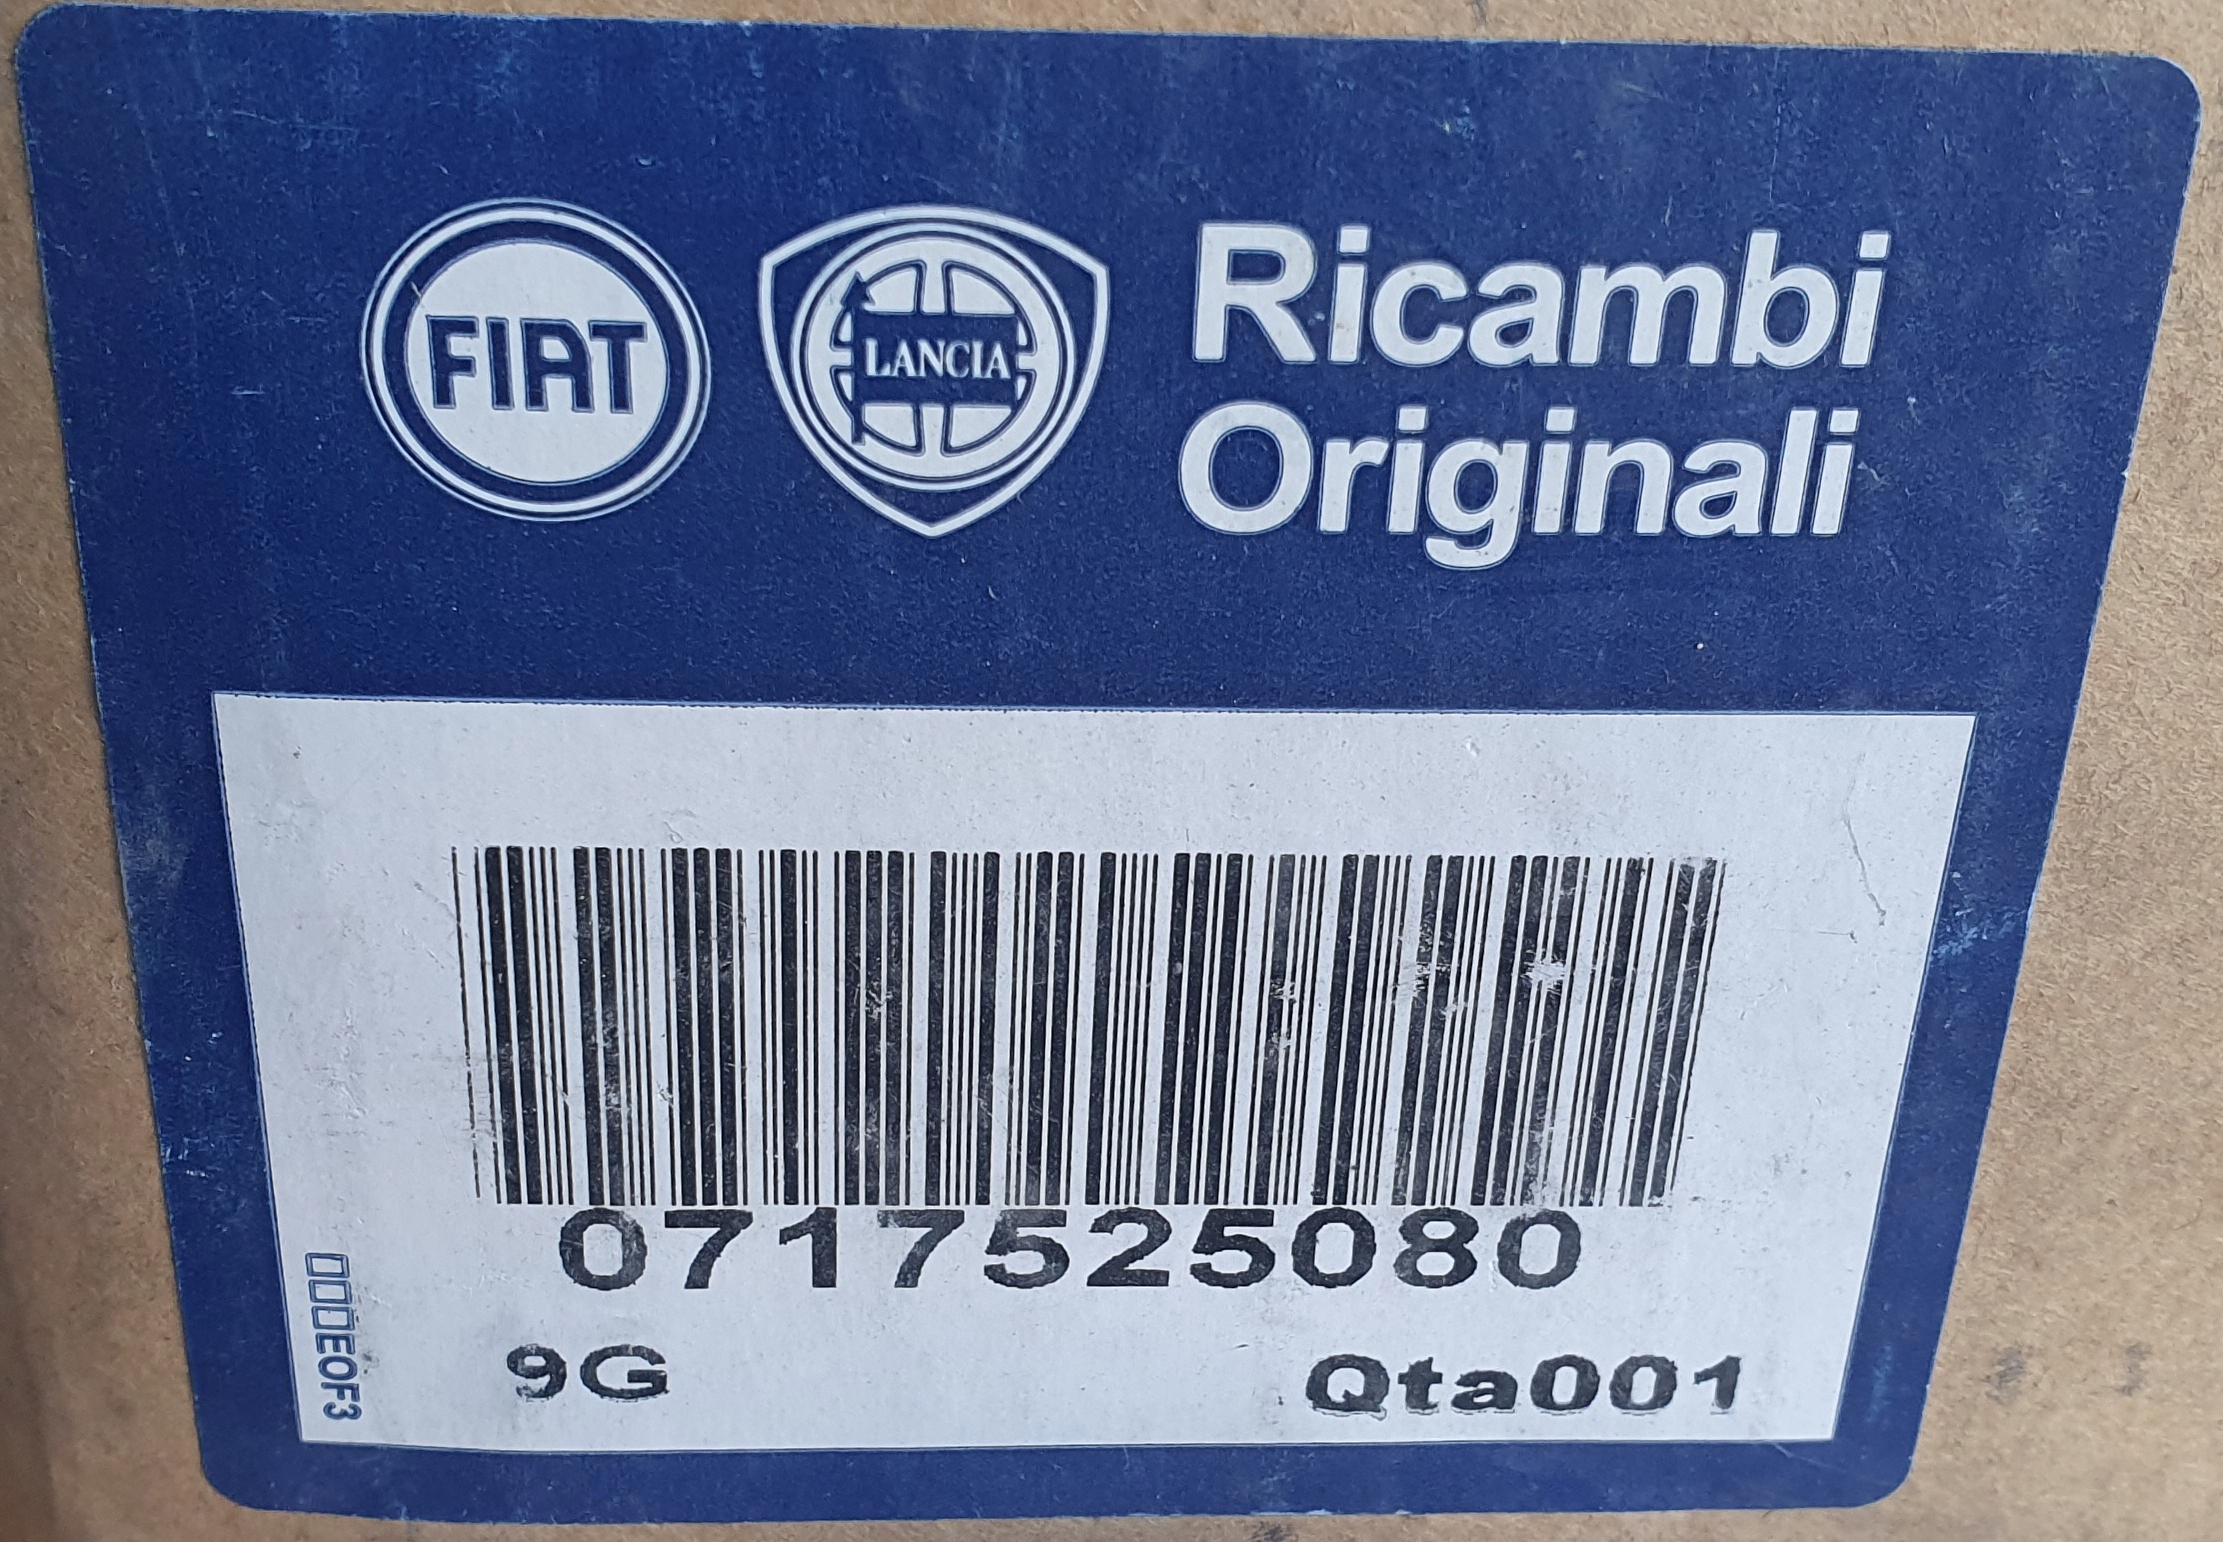 FIAT
LANCIA
Ricambi
Originali
0717525080
9G
Qta001
EOF3